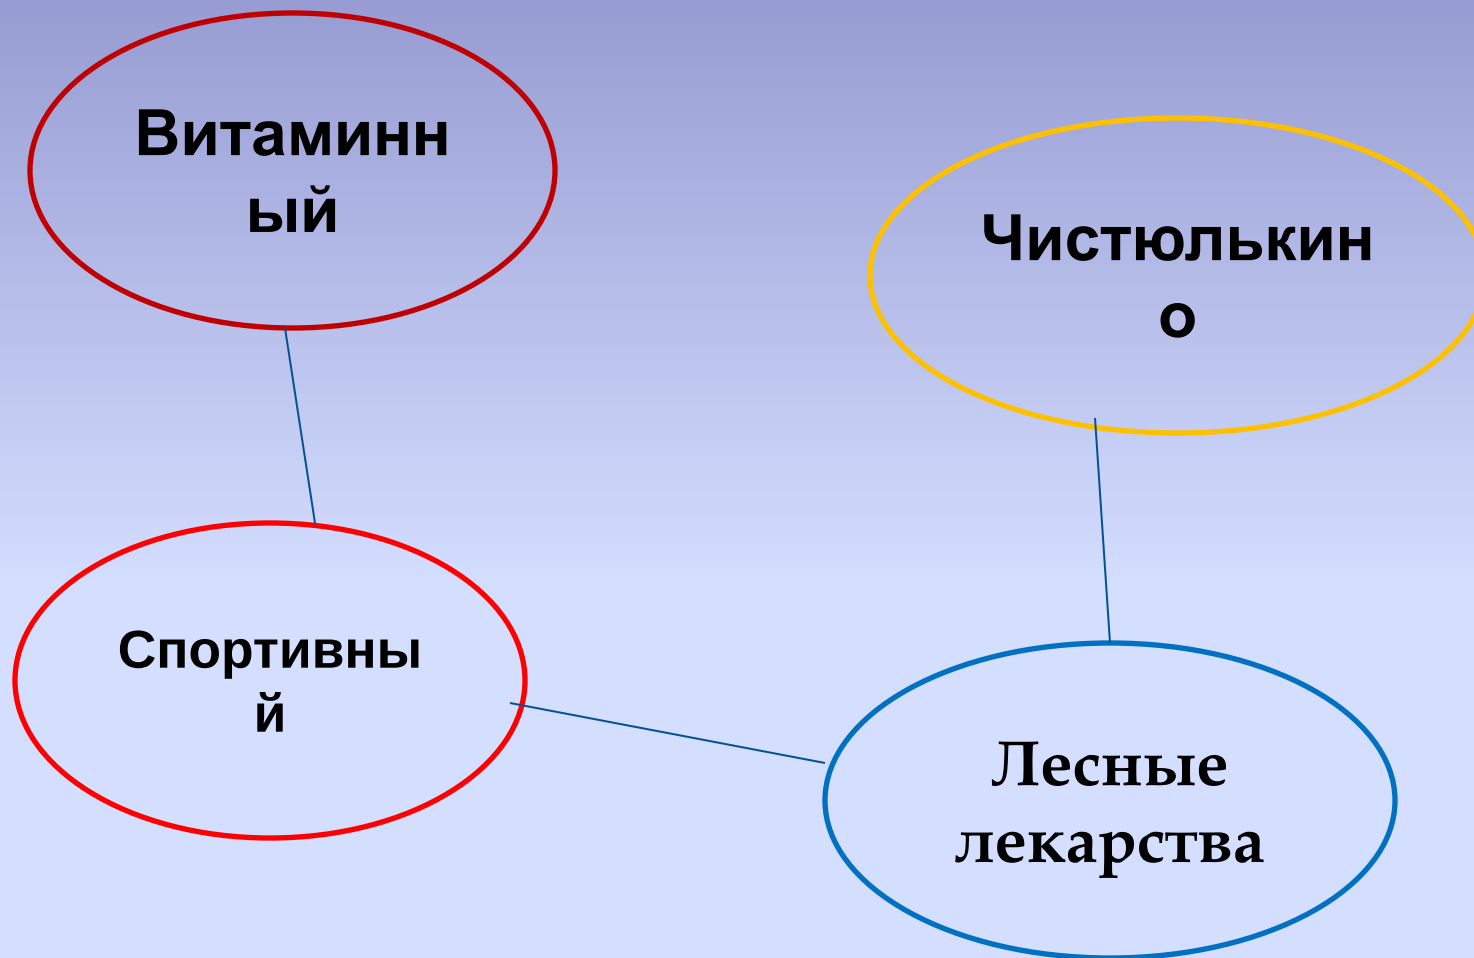 Витаминн
ый
Чистюлькин
о
Спортивны
й
Лесные
лекарства